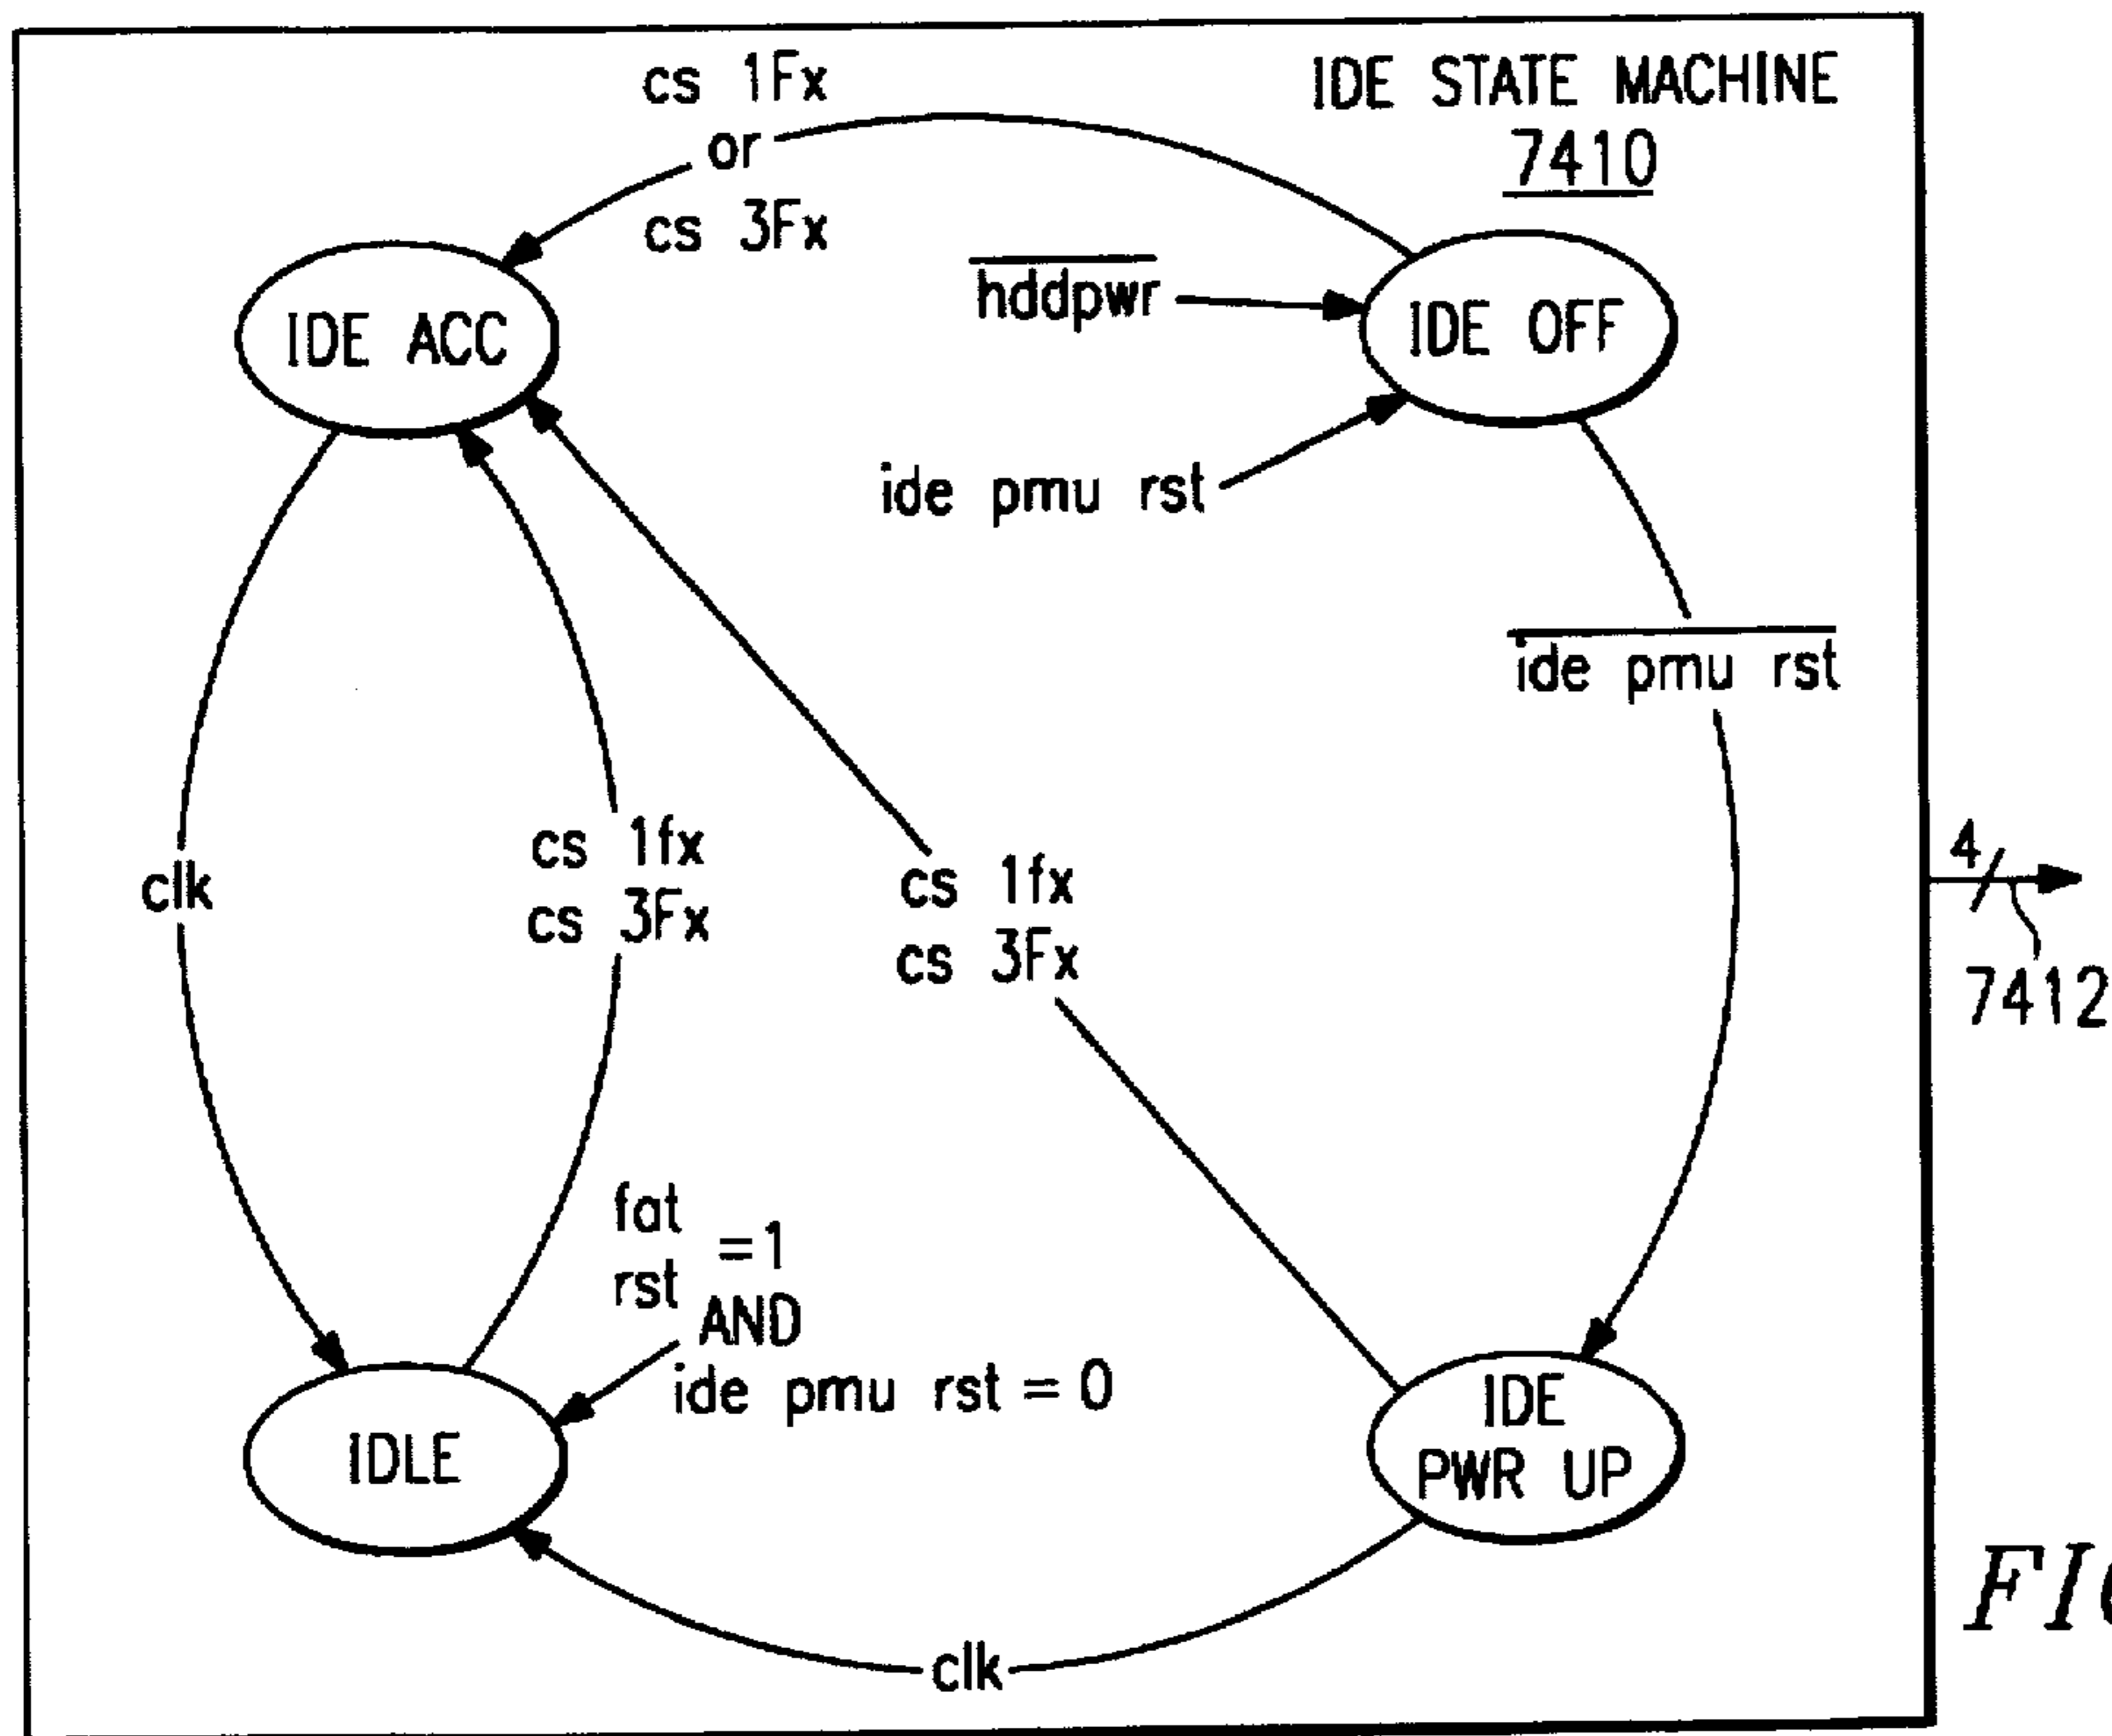 cs 1Fx
or
cs 3Fx
IDE STATE MACHINE
7410
hddpwr
IDE ACC
IDE OFF
ide pmu rst
ide pmu rst
clk
cs 1fx
cs 3Fx
cs 1fx
cs 3Fx
4
7412
fat
rst
=1
AND
ide pmu rst = 0
IDLE
IDE
PWR UP
clk